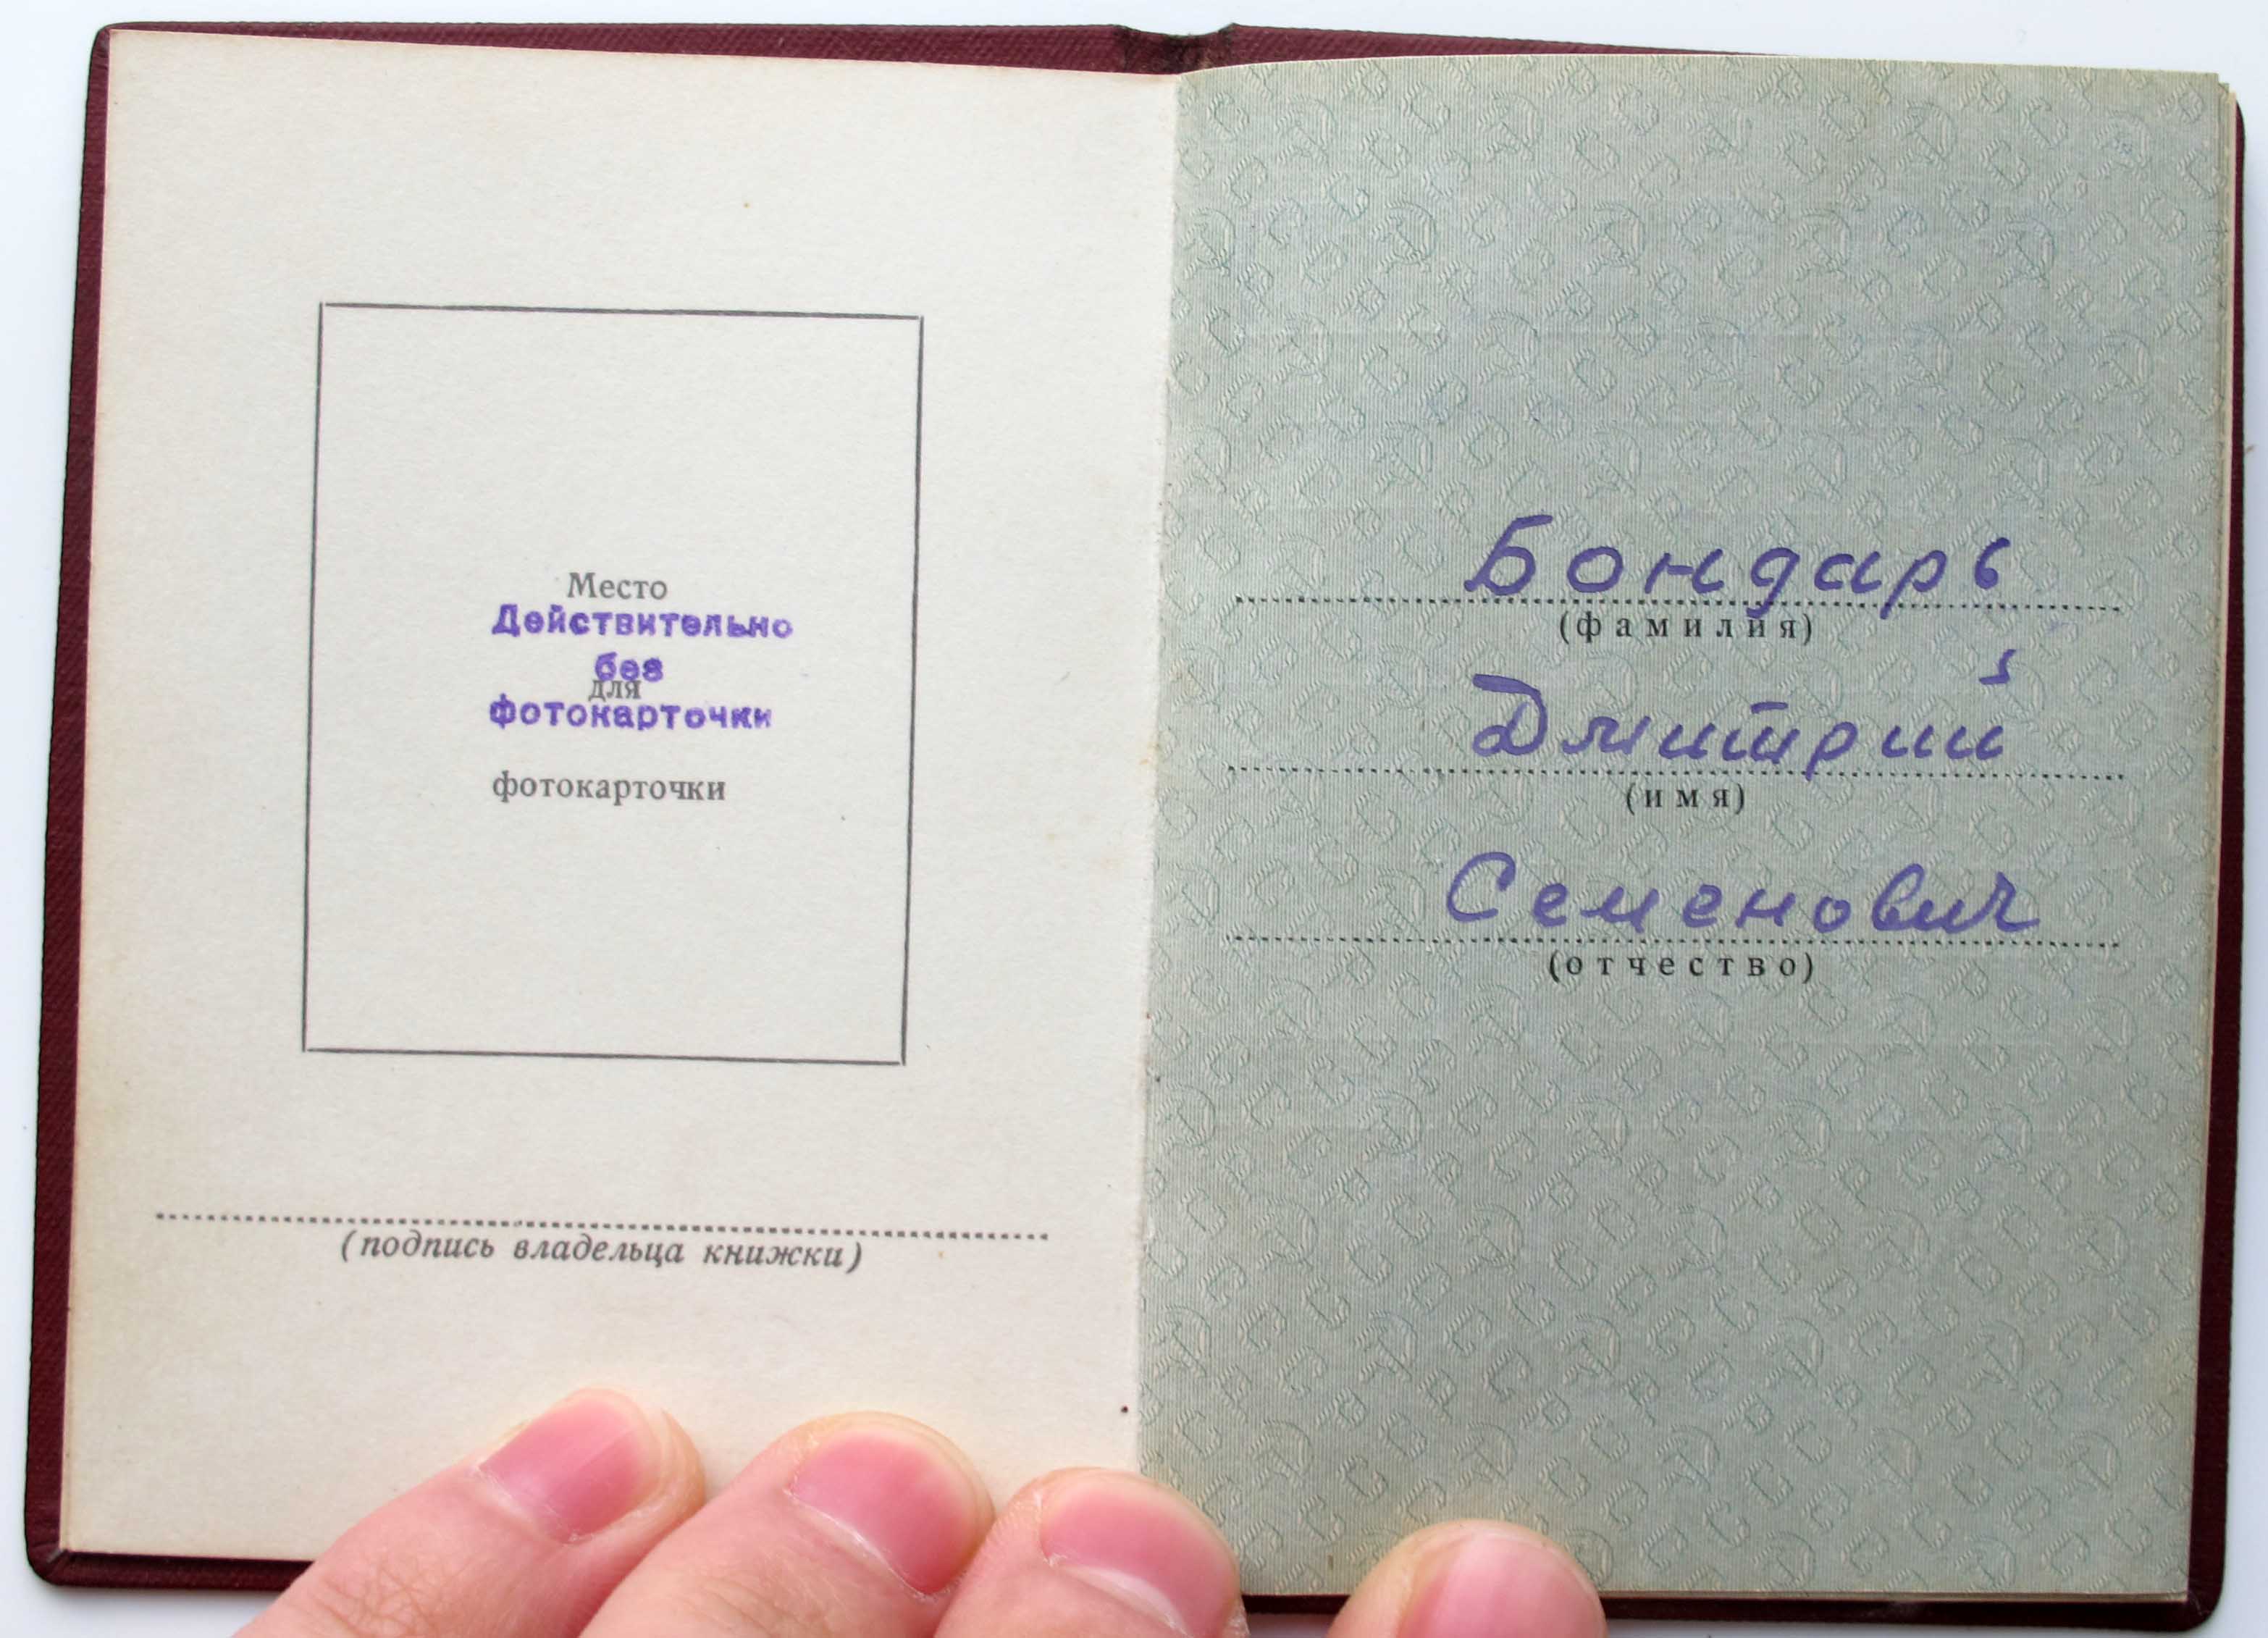 Место
Действительно
без
для
фотокарточки
фотокарточки
(подпись владельца книжки)
Бондарь
(фамилия)
Дмитрий
(имя)
Семенович
(отчество)